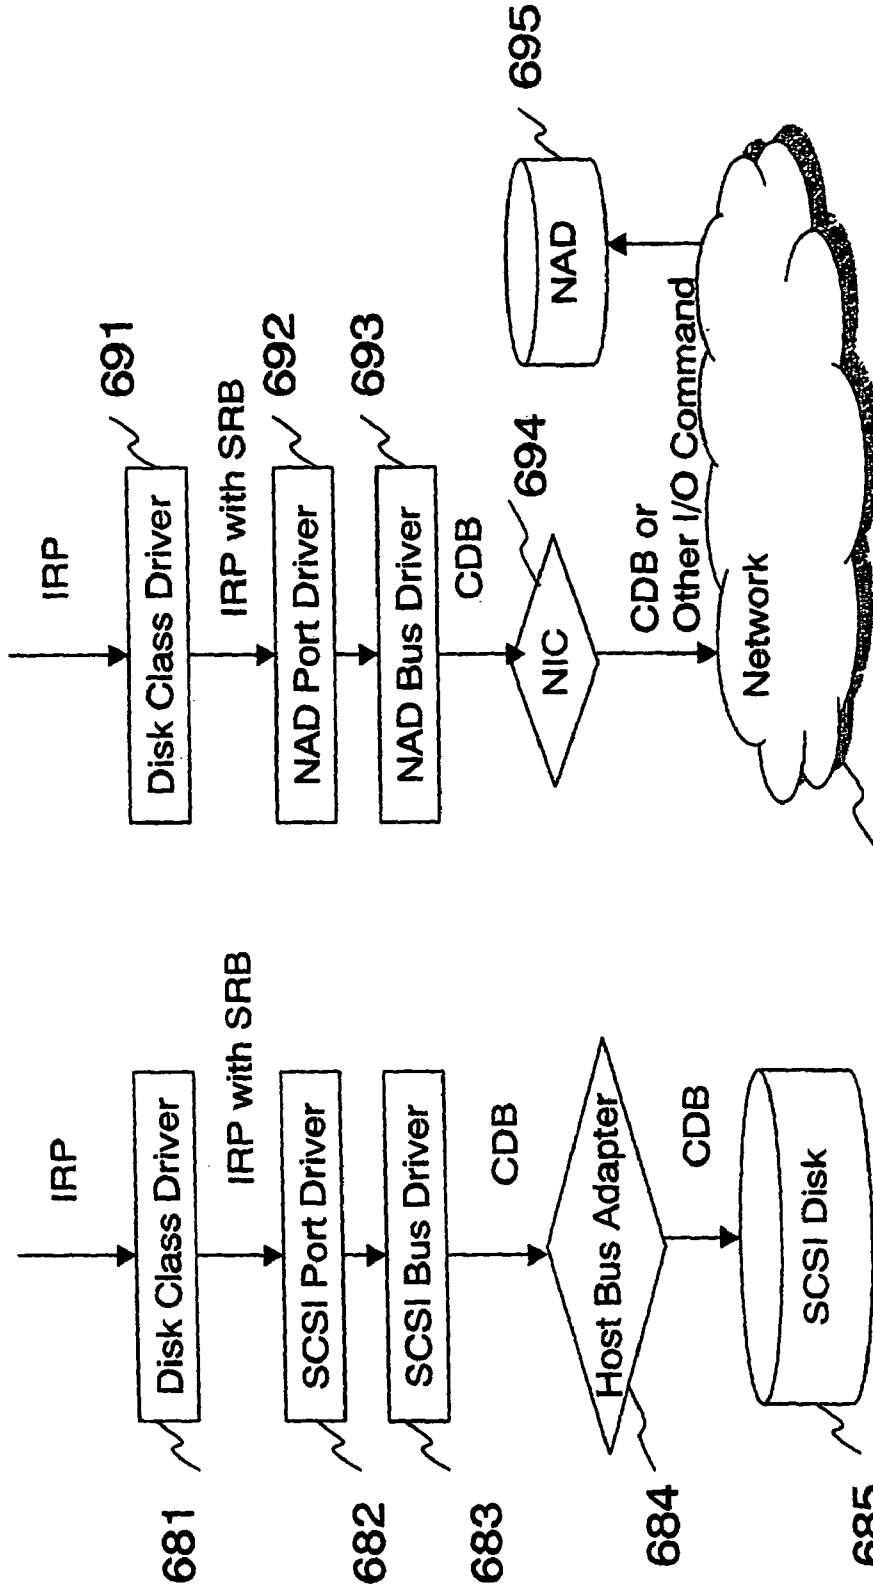 IRP
681
Disk Class Driver
IRP with SRB
682
SCSI Port Driver
683
SCSI Bus Driver
CDB
684
Host Bus Adapter
CDB
685
SCSI Disk
IRP
691
Disk Class Driver
IRP with SRB
692
NAD Port Driver
693
NAD Bus Driver
CDB
694
NIC
CDB or
Other I/O Command
695
NAD
Network